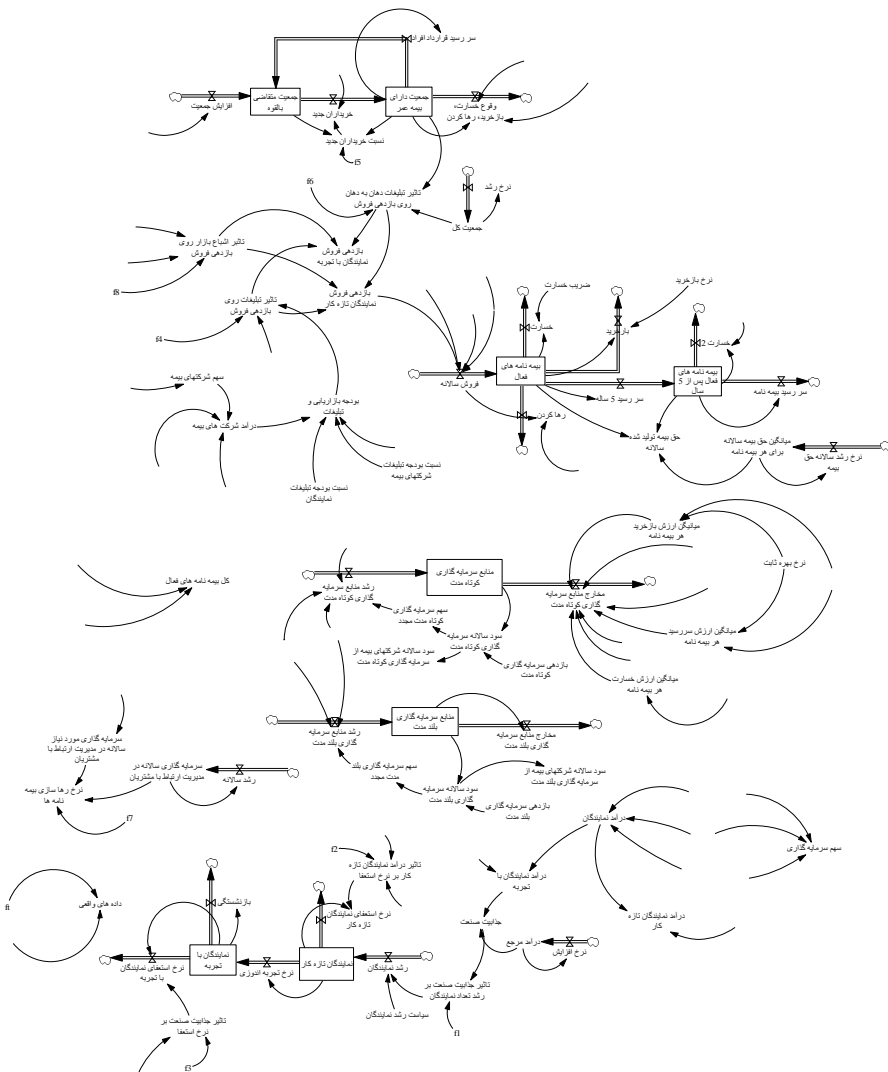 سر رسید قرارداد افراد
جمعیت متقاضی
بالقوه
جمعیت دارای
بیمه عمر
افزایش جمعیت
خریداران جدید
وقوع خسارت،
بازخرید، رها کردن
نسبت خریداران جدید
f5
f6
تاثیر تبلیغات دهان به دهان
روی بازدهی فروش
نرخ رشد
جمعیت کل
تاثیر اشباع بازار روی
بازدهی فروش
بازدهی فروش
نمایندگان با تجربه
f8
بازدهی فروش
نمایندگان تازه کار
تاثیر تبلیغات روی
بازدهی فروش
f4
ضریب خسارت
نرخ بازخرید
خسارت
بازخرید
خسارت 2
بیمه نامه های
فعال
بیمه نامه های
فعال پس از 5
سال
فروش سالانه
سر رسید 5 ساله
سر رسید بیمه نامه
رها کردن
سهم شرکتهای بیمه
بودجه بازاریابی و
تبلیغات
درآمد شرکت های بیمه
حق بیمه تولید شده
سالانه
میانگین حق بیمه سالانه
برای هر بیمه نامه
نرخ رشد سالانه حق
بیمه
نسبت بودجه تبلیغات
شرکتهای بیمه
نسبت بودجه تبلیغات
نمایندگان
میانیگن ارزش بازخرید
هر بیمه نامه
نرخ بهره ثابت
منابع سرمایه گذاری
کوتاه مدت
کل بیمه نامه های فعال
رشد منابع سرمایه
گذاری کوتاه مدت
مخارج منابع سرمایه
گذاری کوتاه مدت
سهم سرمایه گذاری
کوتاه مدت مجدد
سود سالانه سرمایه
گذاری کوتاه مدت
میانگین ارزش سررسید
هر بیمه نامه
سود سالانه شرکتهای بیمه از
سرمایه گذاری کوتاه مدت
بازدهی سرمایه گذاری
کوتاه مدت
میانگین ارزش خسارت
هر بیمه نامه
منابع سرمایه گذاری
بلند مدت
رشد منابع سرمایه
گذاری بلند مدت
مخارج منابع سرمایه
گذاری بلند مدت
سرمایه گذاری مورد نیاز
سالانه در مدیریت ارتباط با
مشتریان
سرمایه گذاری سالانه در
مدیریت ارتباط با مشتریان
رشد سالانه
سهم سرمایه گذاری بلند
مدت مجدد
سود سالانه سرمایه
گذاری بلند مدت
سود سالانه شرکتهای بیمه از
سرمایه گذاری بلند مدت
نرخ رها سازی بیمه
نامه ها
f7
بازدهی سرمایه گذاری
بلند مدت
درآمد نمایندگان
سهم سرمایه گذاری
f2
تاثیر درآمد نمایندگان تازه
کار بر نرخ استعفا
درآمد نمایندگان با
تجربه
داده های واقعی
بازنشستگی
نرخ استعفای نمایندگان
تازه کار
جذابیت صنعت
درآمد نمایندگان تازه
کار
درامد مرجع
نرخ افزایش
نمایندگان با
تجربه
نمایندگان تازه کار
نرخ استعفای نمایندگان
با تجربه
نرخ تجربه اندوزی
رشد نمایندگان
تاثیر جذابیت صنعت بر
رشد تعداد نمایندگان
سیاست رشد نمایندگان
f1
تاثیر جذابیت صنعت بر
نرخ استعفا
f3